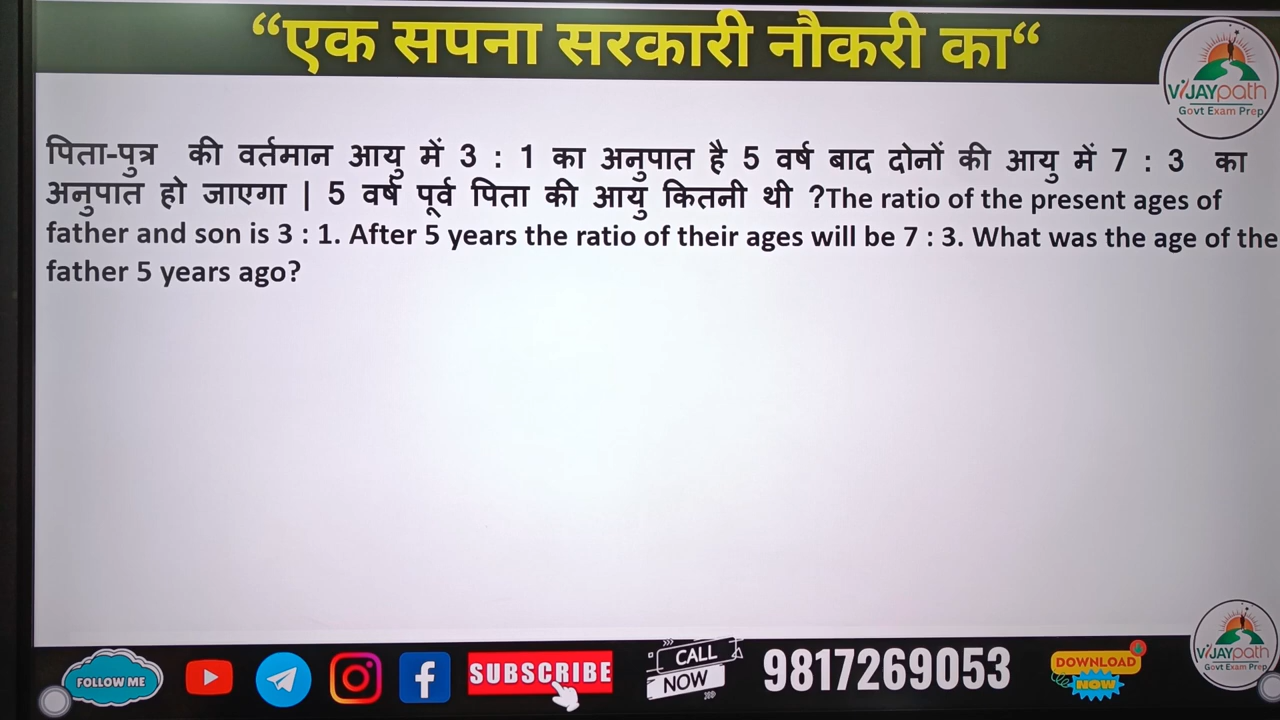 “एक सपना सरकारी नौकरी का“
ViJAYpath
Govt Exam Prep
पिता-पुत्र की वर्तमान आयु में 3 : 1 का अनुपात है 5 वर्ष बाद दोनों की आयु में 7 : 3 का
अनुपात हो जाएगा | 5 वर्ष पूर्व पिता की आयु कितनी थी ?The ratio of the present ages of
father and son is 3 : 1. After 5 years the ratio of their ages will be 7 : 3. What was the age of the
father 5 years ago?
ViJAYpath
Govt Exam Prep
FOLLOW ME
SUBSCRIBE
CALL
NOW
9817269053
DOWNLOAD
NOW